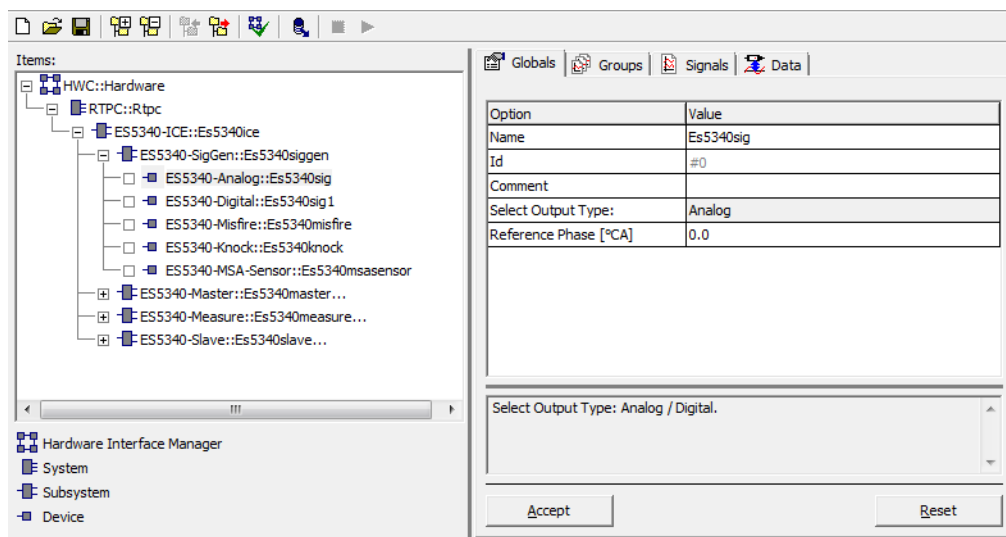 Items:
HWC::Hardware
RTPC::Rtpc
ES5340-ICE::Es5340ice
ES5340-SigGen::Es5340siggen
ES5340-Analog::Es5340sig
ES5340-Digital::Es5340sig1
ES5340-Misfire::Es5340misfire
ES5340-Knock::Es5340knock
ES5340-MSA-Sensor::Es5340msasensor
ES5340-Master::Es5340master...
ES5340-Measure::Es5340measure...
ES5340-Slave::Es5340slave...
Hardware Interface Manager
System
Subsystem
Device
Globals Groups Signals Data
Option Value
Name Es5340sig
Id #0
Comment
Select Output Type: Analog
Reference Phase [°CA] 0.0
Select Output Type: Analog / Digital.
Accept Reset